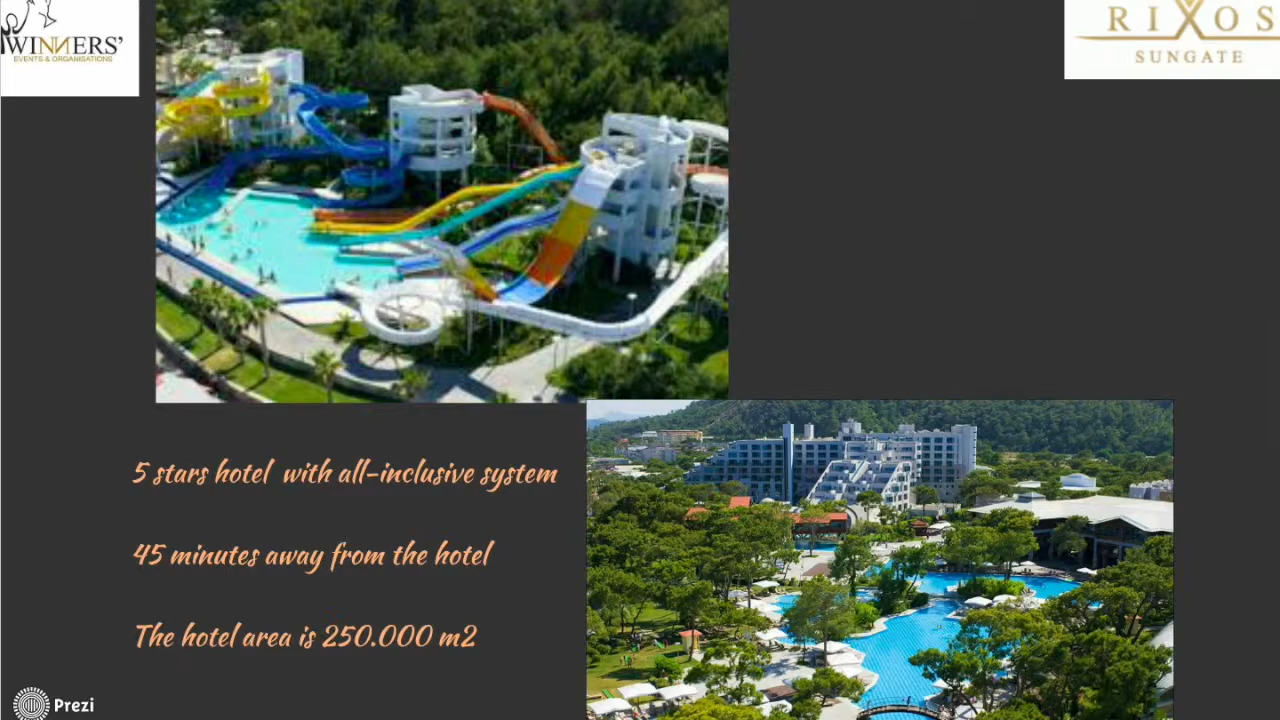 WINNERS'
EVENTS & ORGANISATIONS
RIXOS
SUNGATE
5 stars hotel with all-inclusive system
45 minutes away from the hotel
The hotel area is 250.000 m2
Prezi